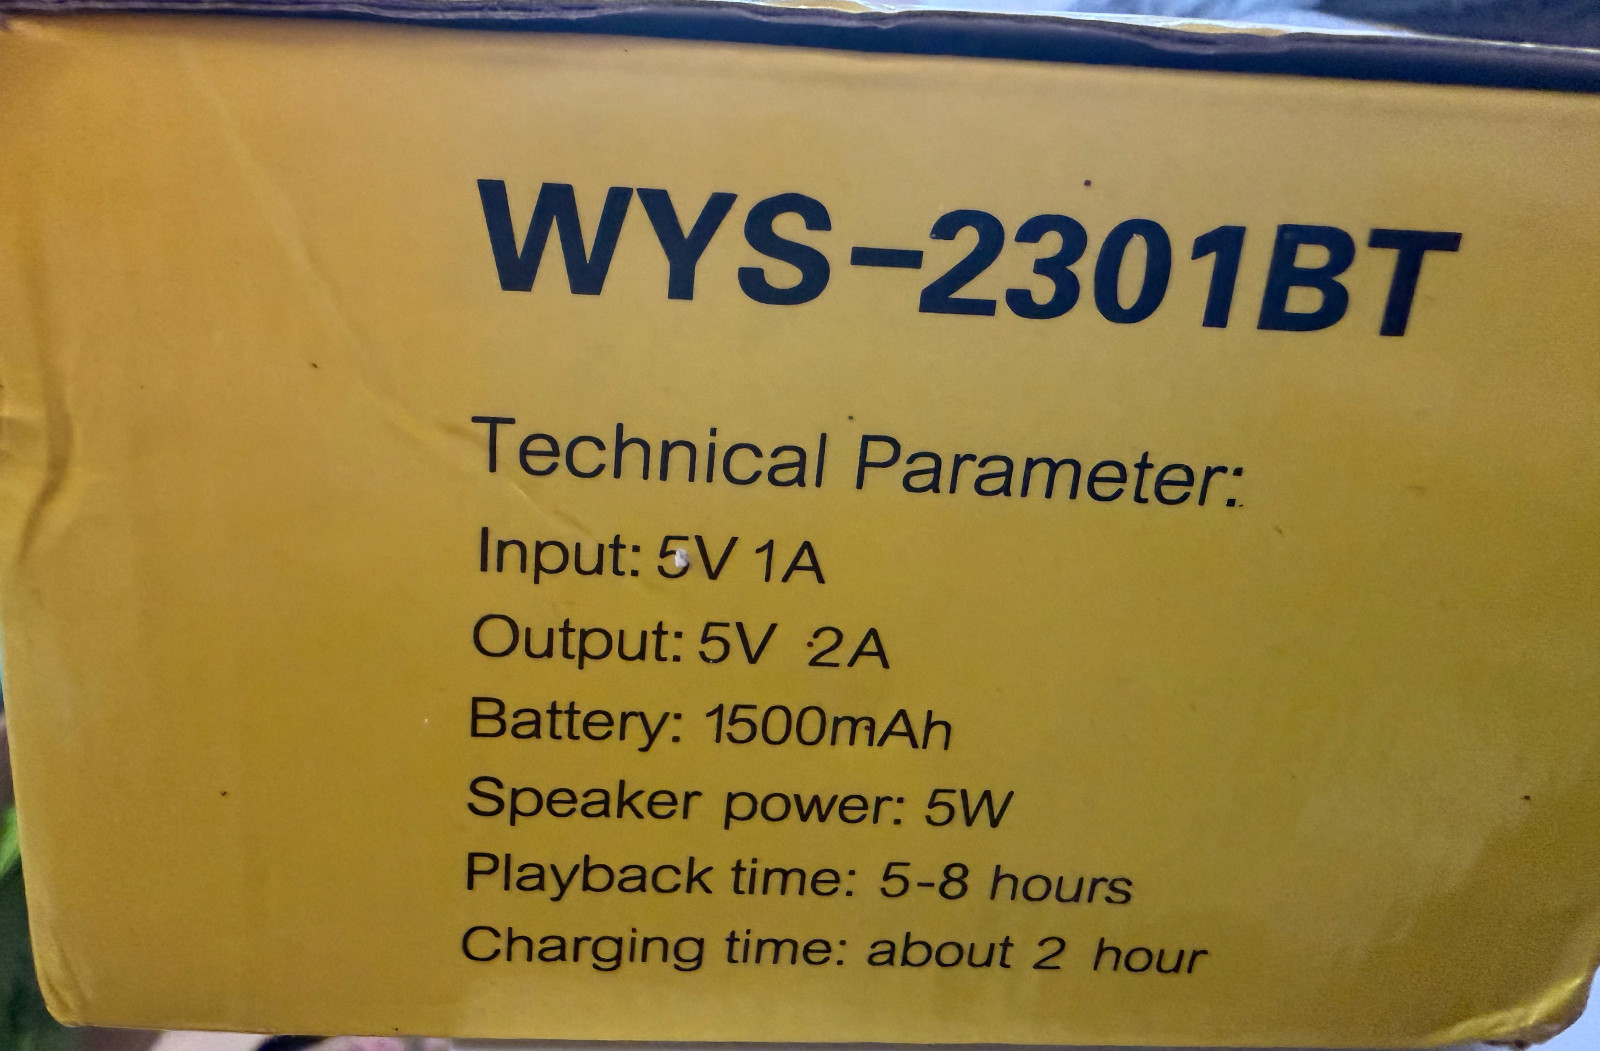 WYS-2301BT
Technical Parameter:
Input: 5V 1A
Output: 5V 2A
Battery: 1500mAh
Speaker power: 5W
Playback time: 5-8 hours
Charging time: about 2 hour